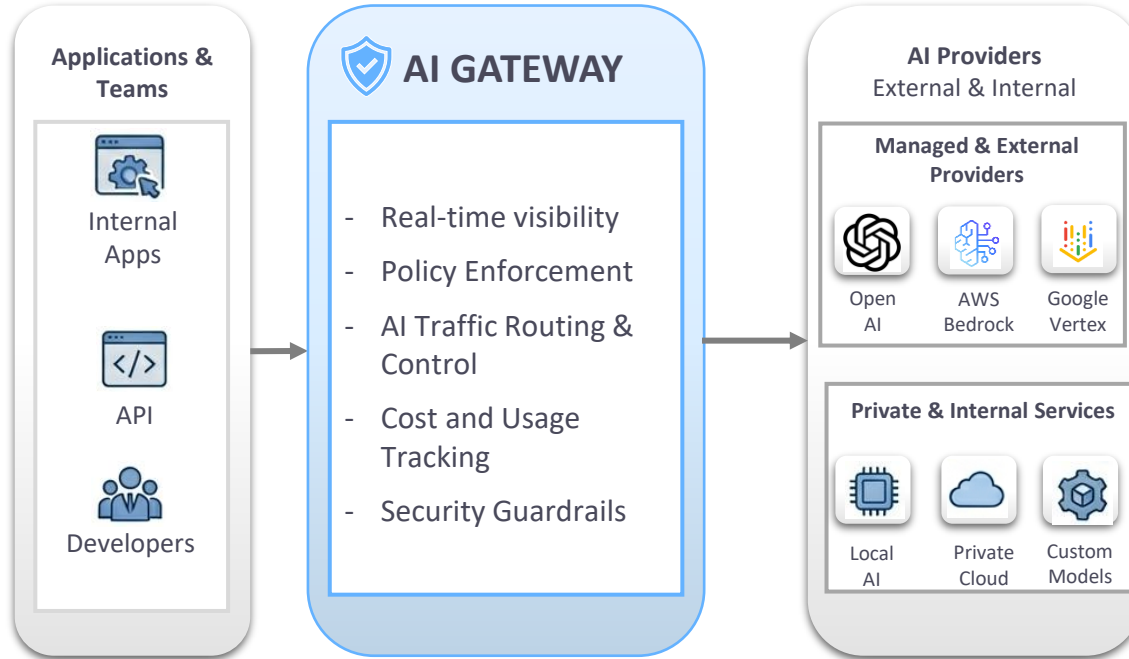 Applications &
Teams
Internal
Apps
</>
API
Developers
AI GATEWAY
- Real-time visibility
- Policy Enforcement
- AI Traffic Routing &
Control
- Cost and Usage
Tracking
- Security Guardrails
AI Providers
External & Internal
Managed & External
Providers
Open
AI
AWS
Bedrock
Google
Vertex
Private & Internal Services
Local
AI
Private
Cloud
Custom
Models